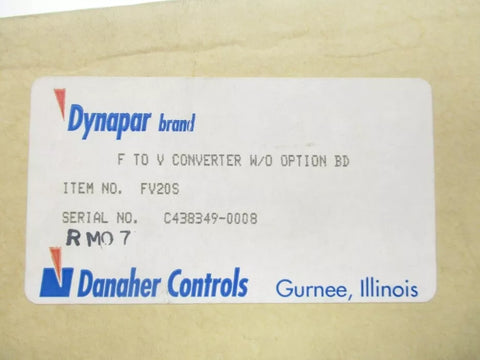 Dynapar brand
F TO V CONVERTER W/O OPTION BD
ITEM NO. FV20S
SERIAL NO. C438349-0008
RM07
Danaher Controls Gurnee, Illinois